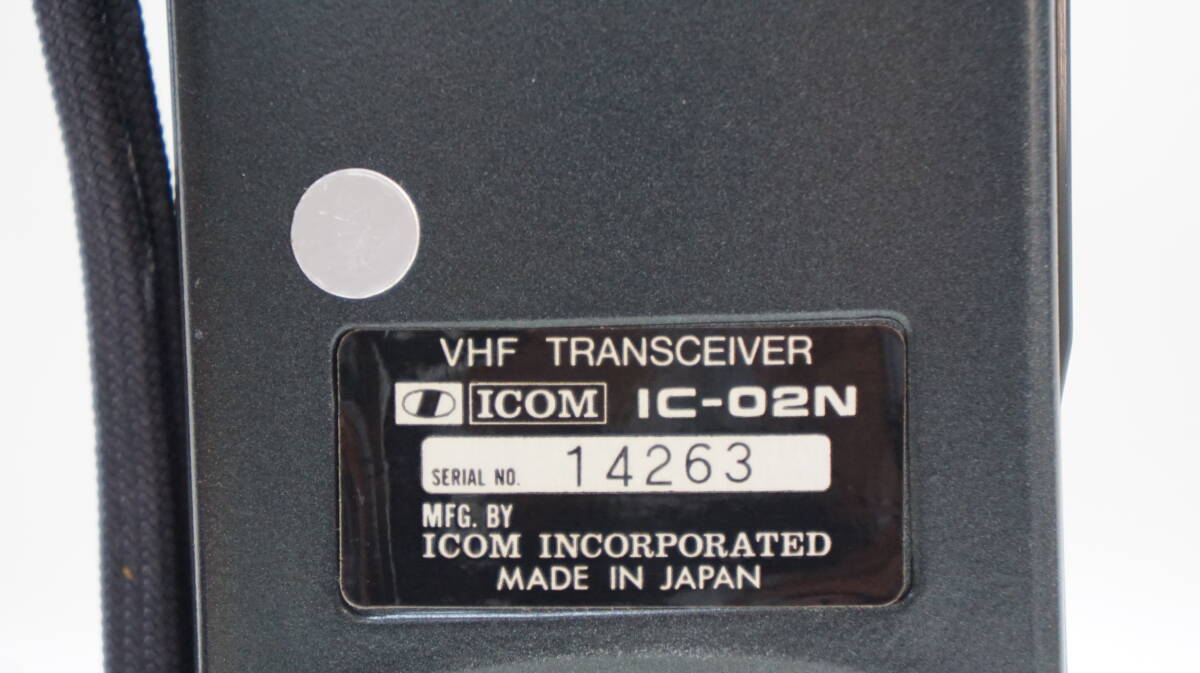 VHF TRANSCEIVER
ICOM IC-02N
SERIAL NO. 14263
MFG. BY
ICOM INCORPORATED
MADE IN JAPAN